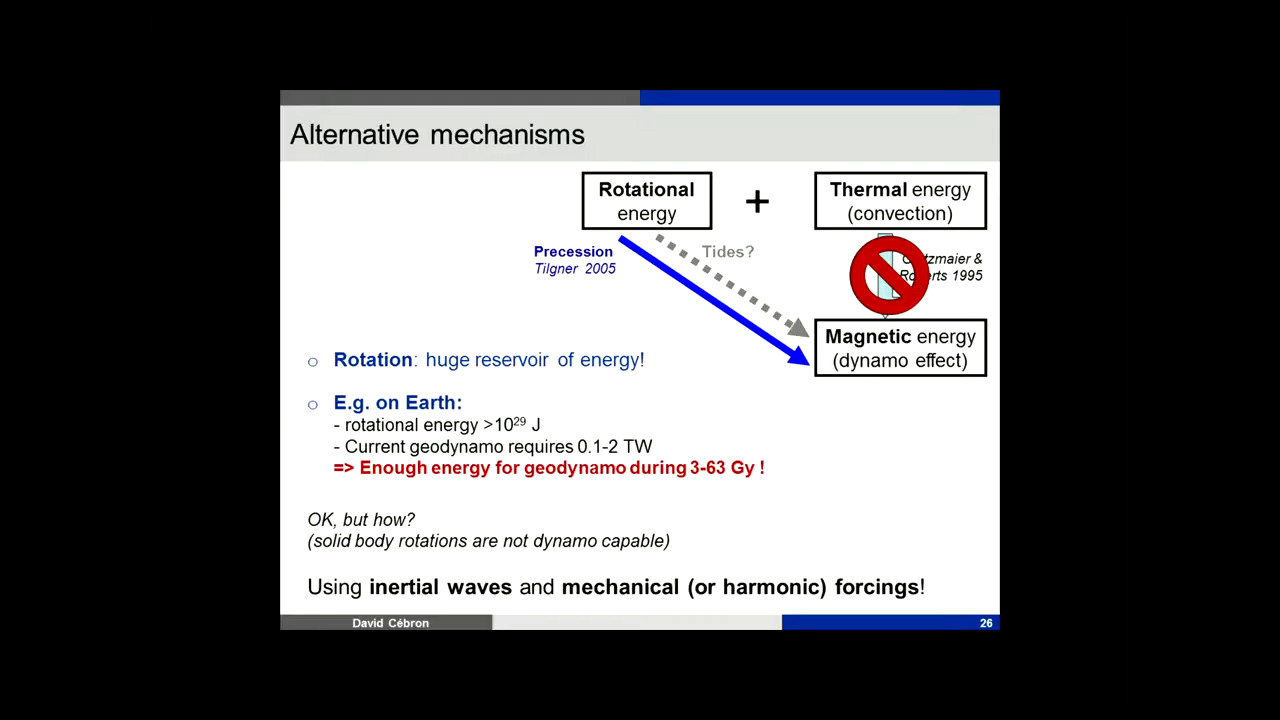 Alternative mechanisms
Rotational
energy
+
Thermal energy
(convection)
Precession
Tilgner 2005
Tides?
&
1995
Magnetic energy
(dynamo effect)
o Rotation: huge reservoir of energy!
o E.g. on Earth:
- rotational energy >10²⁹ J
- Current geodynamo requires 0.1-2 TW
=> Enough energy for geodynamo during 3-63 Gy !
OK, but how?
(solid body rotations are not dynamo capable)
Using inertial waves and mechanical (or harmonic) forcings!
David Cébron
26